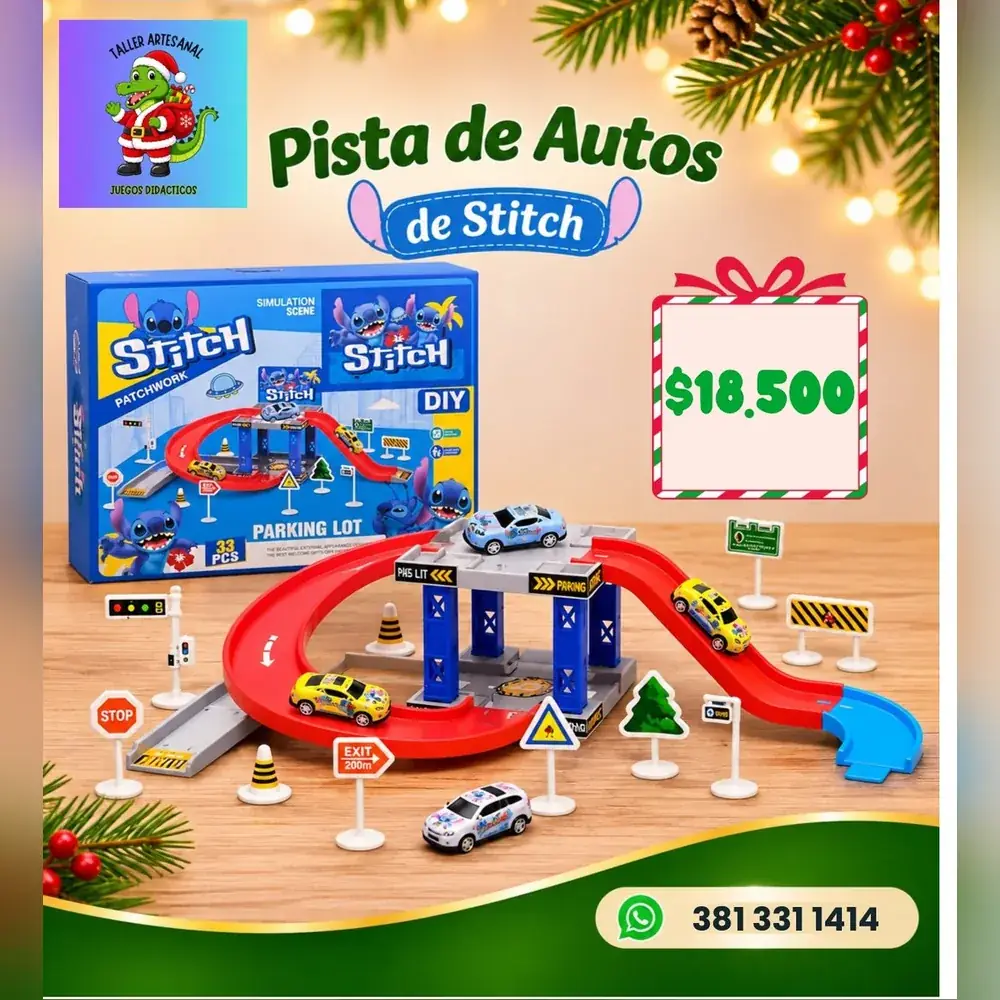 TALLER ARTESANAL
JUEGOS DIDACTICOS
Pista de Autos
de Stitch
$18.500
SIMULATION
SCENE
STITCH
PATCHWORK
STITCH
STITCH
DIY
PARKING LOT
33
PCS
STOP
EXIT
200m
PARKING
381 331 1414